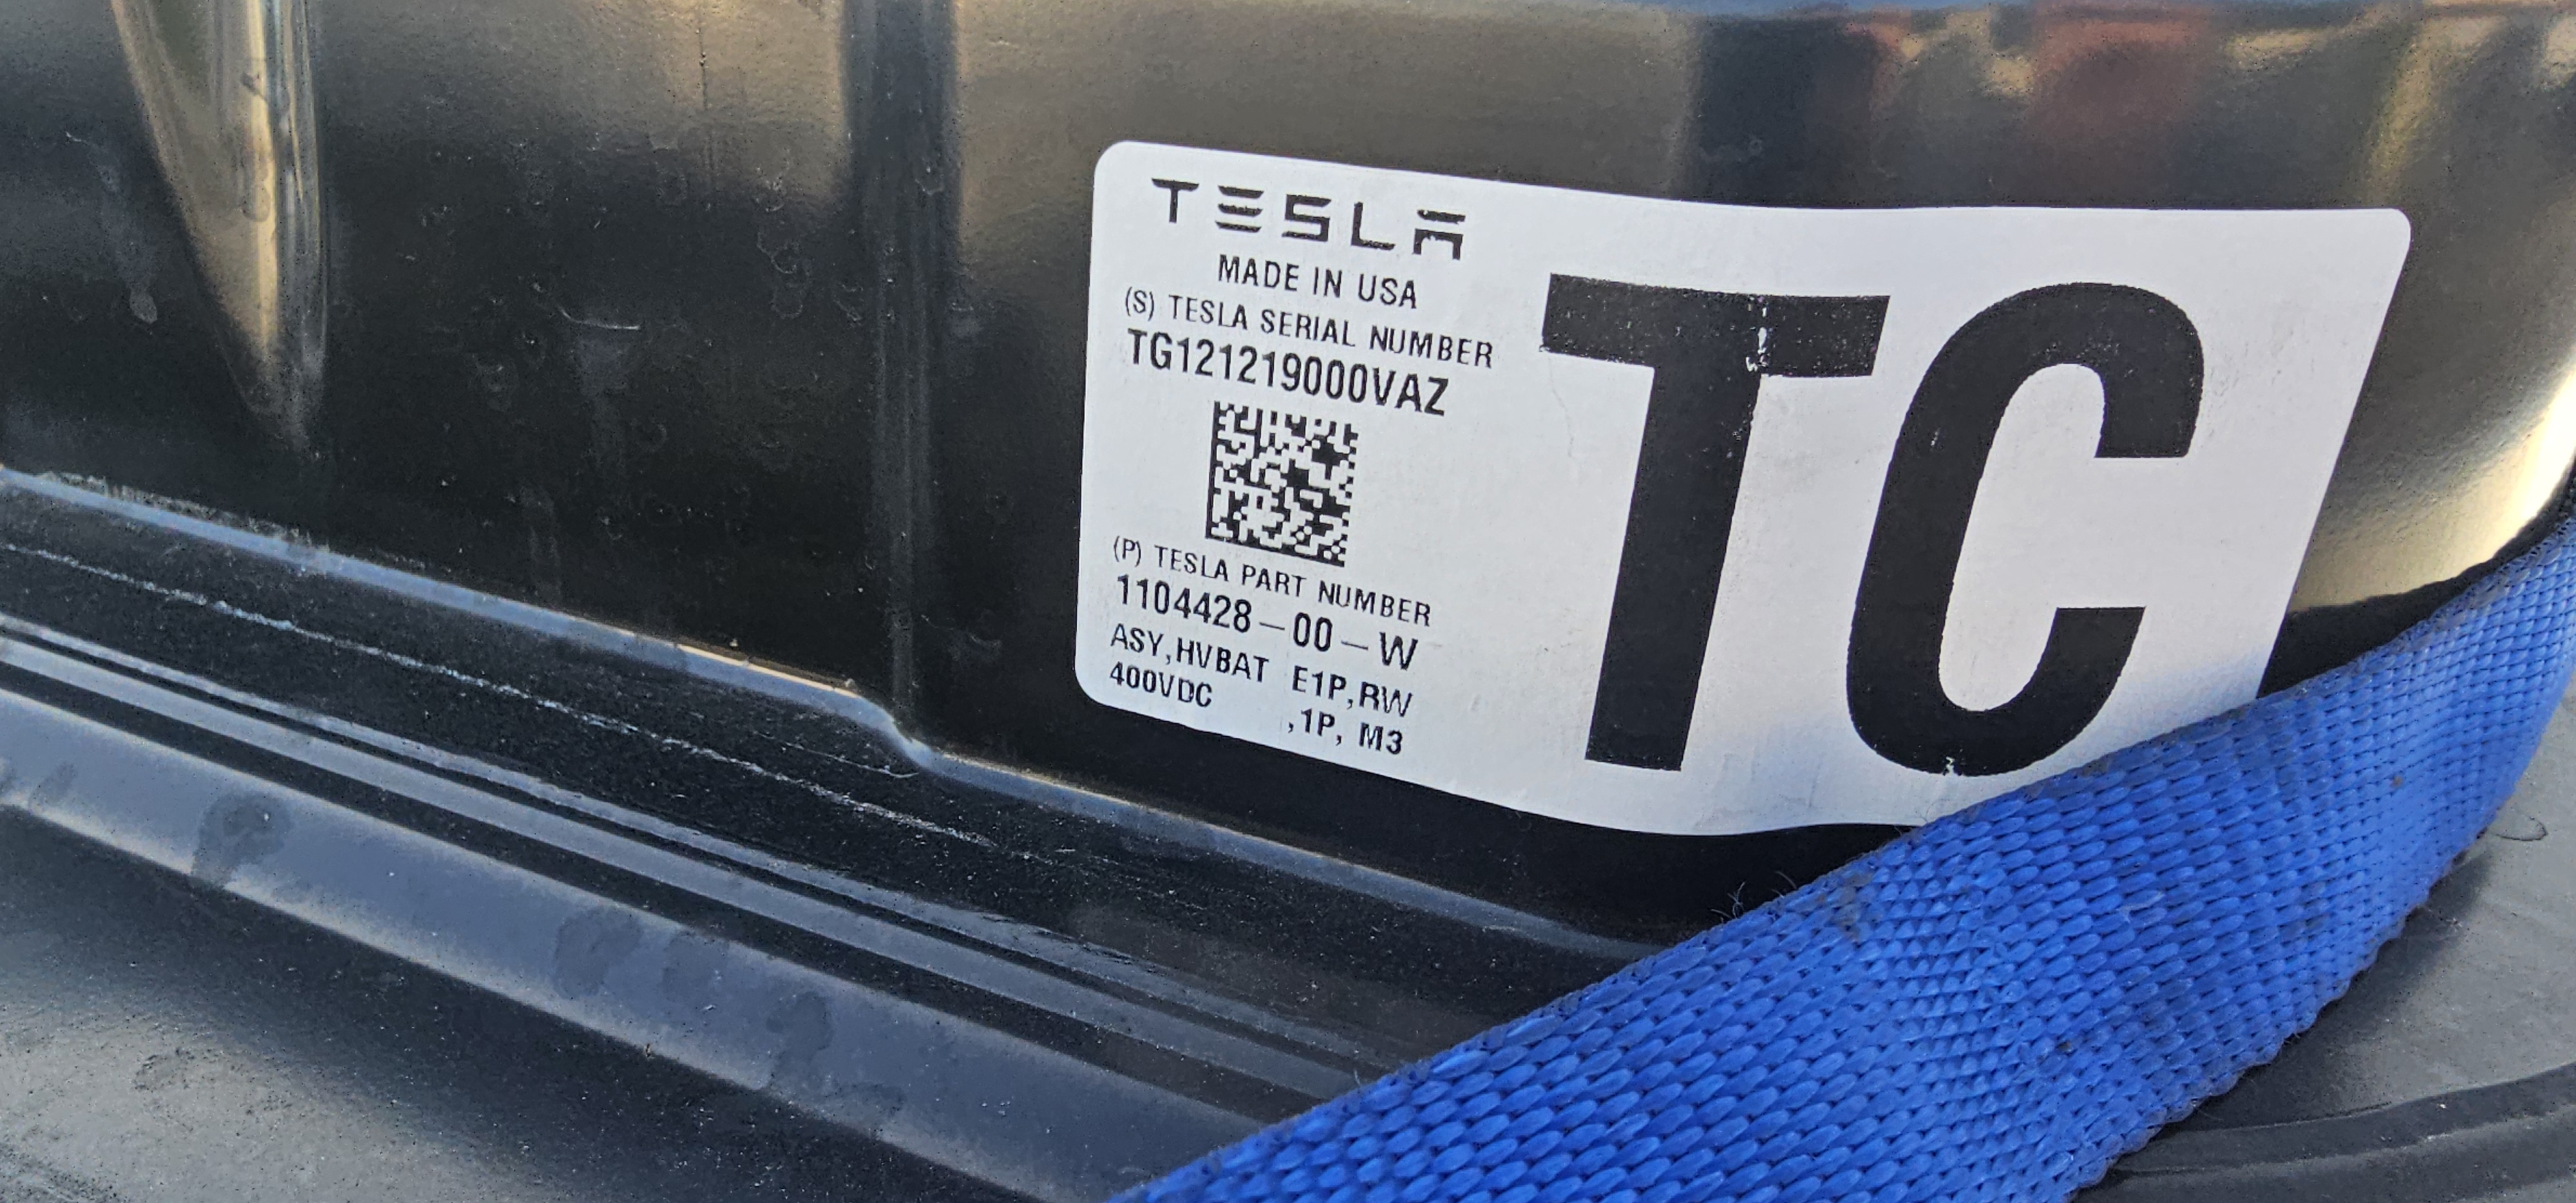 TESLA
MADE IN USA
(S) TESLA SERIAL NUMBER
TG121219000VAZ
(P) TESLA PART NUMBER
1104428-00-W
ASY,HVBAT E1P,RW
400VDC ,1P, M3
TC